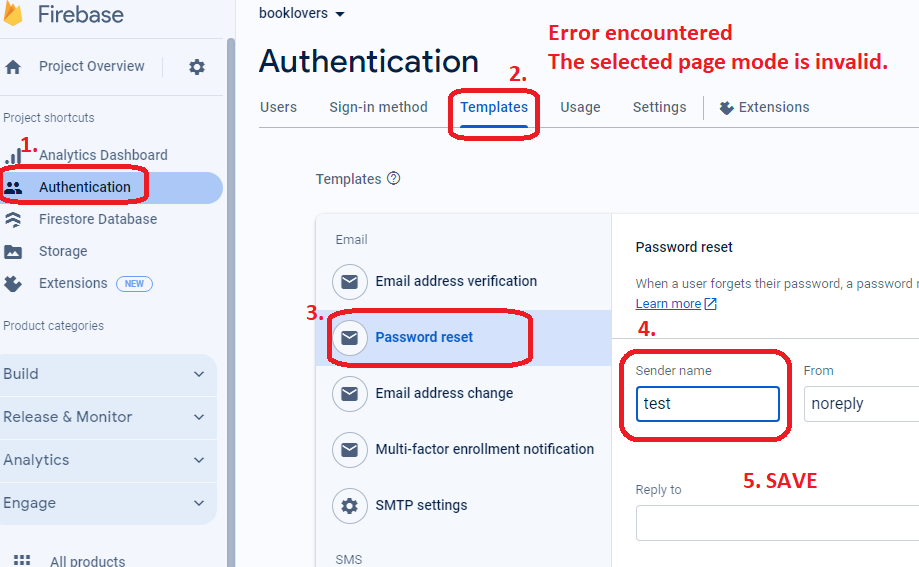 Firebase
booklovers
Error encountered
The selected page mode is invalid.
Project Overview
Authentication
2.
Users
Sign-in method
Templates
Usage
Settings
Extensions
Project shortcuts
1.
Analytics Dashboard
Authentication
Firestore Database
Storage
Extensions NEW
Product categories
Build
Release & Monitor
Analytics
Engage
All products
Templates
Email
Email address verification
3.
Password reset
Email address change
Multi-factor enrollment notification
SMTP settings
SMS
Password reset
When a user forgets their password, a password
Learn more
4.
Sender name
From
test
noreply
5. SAVE
Reply to